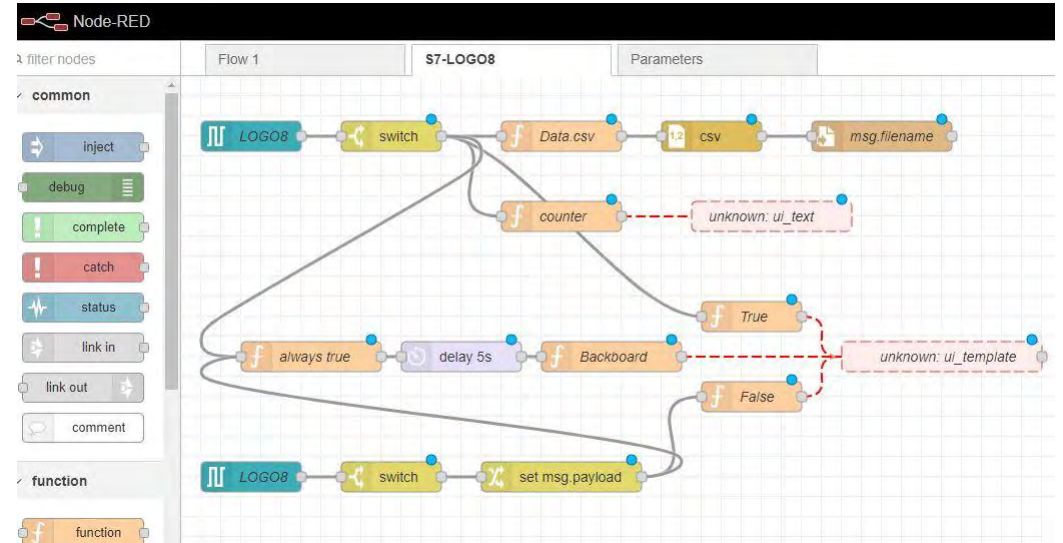 Node-RED
filter nodes
Flow 1
S7-LOGO8
Parameters
common
inject
debug
complete
catch
status
link in
link out
comment
function
function
LOGO8
switch
Data.csv
1,2
csv
msg.filename
counter
unknown: ui_text
True
always true
delay 5s
Backboard
unknown: ui_template
False
LOGO8
switch
set msg.payload